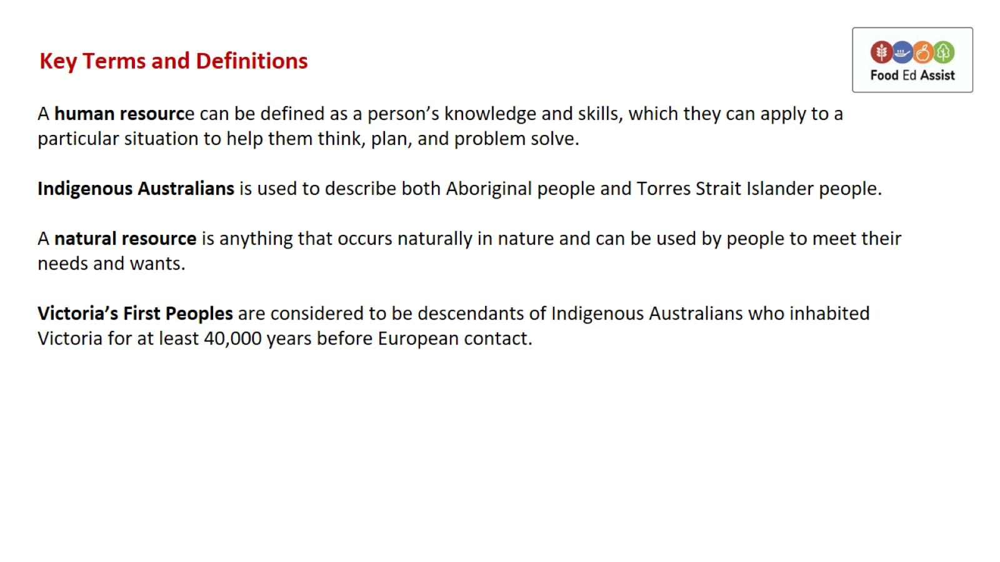 Key Terms and Definitions
Food Ed Assist
A human resource can be defined as a person’s knowledge and skills, which they can apply to a
particular situation to help them think, plan, and problem solve.
Indigenous Australians is used to describe both Aboriginal people and Torres Strait Islander people.
A natural resource is anything that occurs naturally in nature and can be used by people to meet their
needs and wants.
Victoria’s First Peoples are considered to be descendants of Indigenous Australians who inhabited
Victoria for at least 40,000 years before European contact.